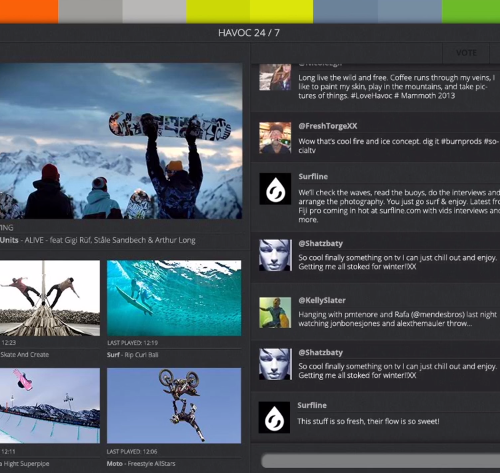 HAVOC 24 / 7
VOTE
Long live the wild and free. Coffee runs through my veins, I
like to paint my skin, play in the mountains, and take pic-
tures of things. #LoveHavoc # Mammoth 2013
@FreshTorgeXX
Wow that's cool fire and ice concept. dig it #burnprods #so-
cialtv
Surfline
We'll check the waves, read the buoys, do the interviews and
arrange the photography. You just go surf & enjoy. Latest fro
Fiji pro coming in hot at surfline.com with vids interviews an
more.
@Shatzbaty
So cool finally something on tv I can just chill out and enjoy.
Getting me all stoked for winter!XX
@KellySlater
Hanging with pmtenore and Rafa (@mendesbros) last night
watching jonbonesjones and alexthemauler throw...
@Shatzbaty
So cool finally something on tv I can just chill out and enjoy.
Getting me all stoked for winter!XX
Surfline
This stuff is so fresh, their flow is so sweet!
ING
Units - ALIVE - feat Gigi Rüf, Ståle Sandbech & Arthur Long
12:23
Skate And Create
LAST PLAYED: 12:19
Surf - Rip Curl Bali
12:11
a Hight Superpipe
LAST PLAYED: 12:06
Moto - Freestyle AllStars